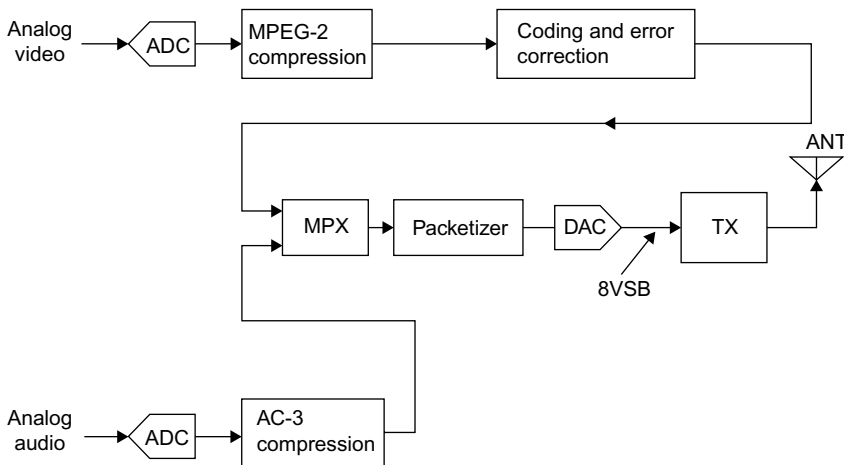 Analog
video
ADC
MPEG-2
compression
Coding and error
correction
ANT
MPX
Packetizer
DAC
TX
8VSB
Analog
audio
ADC
AC-3
compression